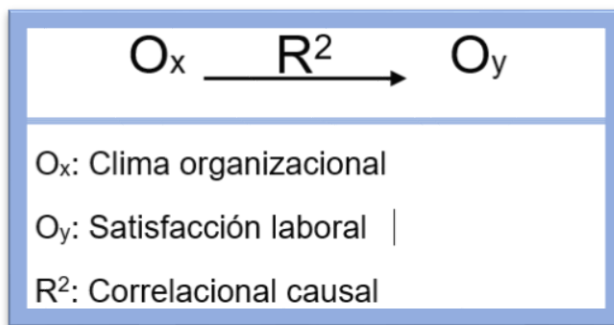 Ox R² Oy
Ox: Clima organizacional
Oy: Satisfacción laboral
R²: Correlacional causal